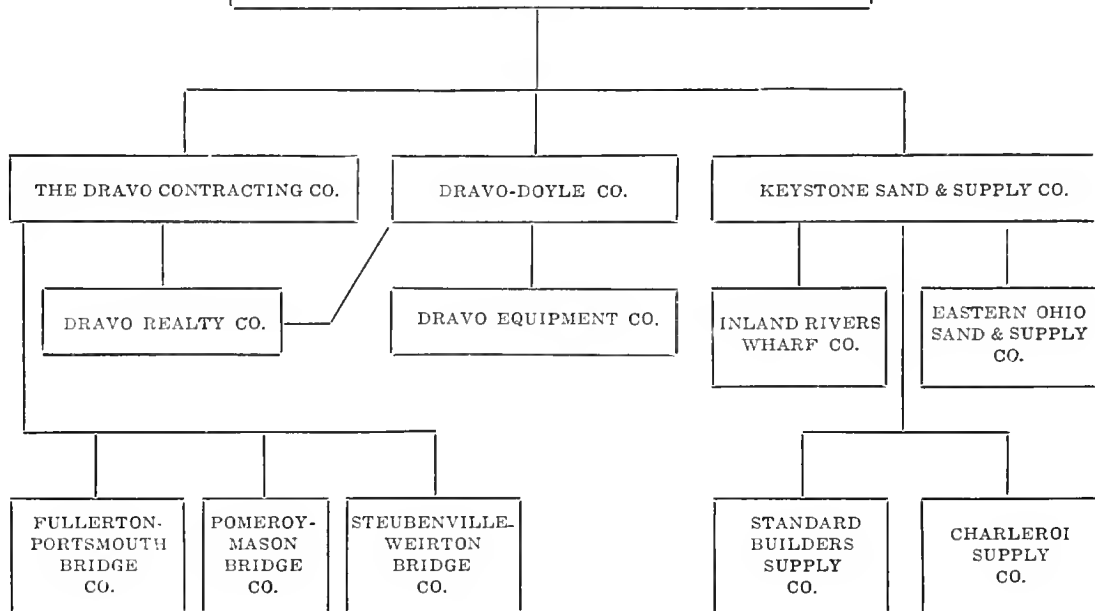 THE DRAVO CONTRACTING CO.
DRAVO-DOYLE CO.
KEYSTONE SAND & SUPPLY CO.
DRAVO REALTY CO.
DRAVO EQUIPMENT CO.
INLAND RIVERS
WHARF CO.
EASTERN OHIO
SAND & SUPPLY
CO.
FULLERTON-
PORTSMOUTH
BRIDGE
CO.
POMEROY-
MASON
BRIDGE
CO.
STEUBENVILLE-
WEIRTON
BRIDGE
CO.
STANDARD
BUILDERS
SUPPLY
CO.
CHARLEROI
SUPPLY
CO.